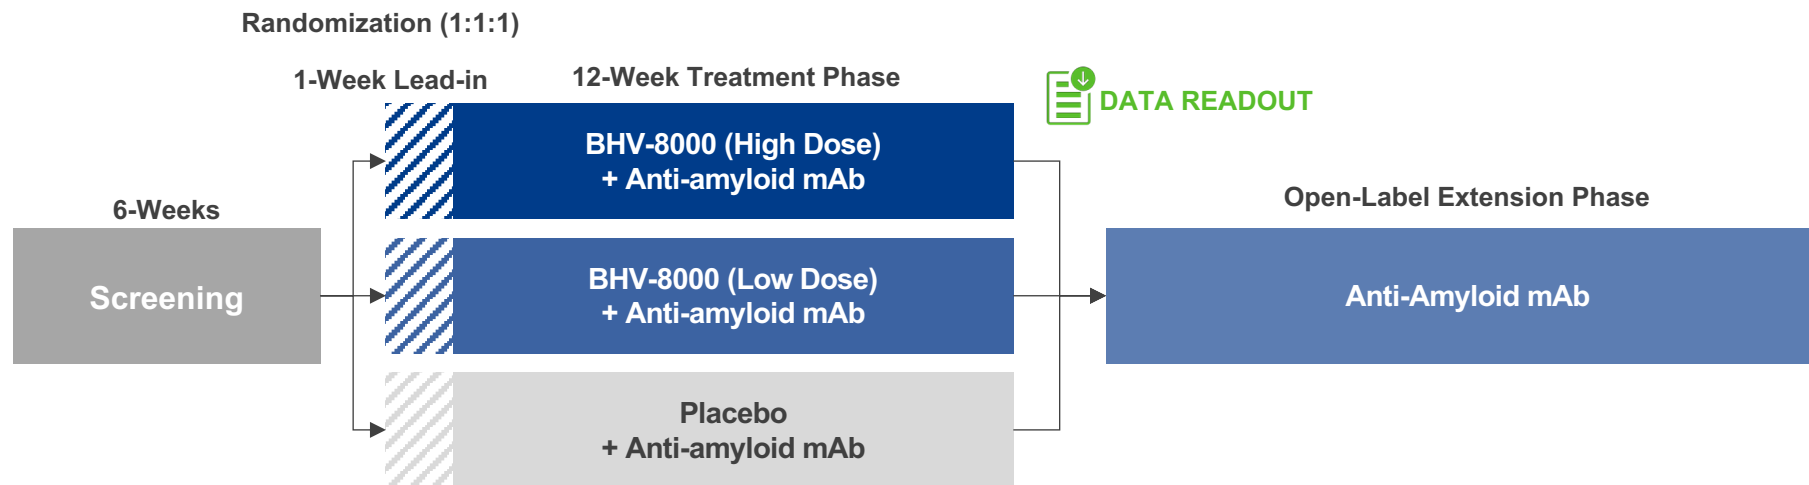 Randomization (1:1:1)
1-Week Lead-in
12-Week Treatment Phase
DATA READOUT
BHV-8000 (High Dose)
+ Anti-amyloid mAb
6-Weeks
Screening
BHV-8000 (Low Dose)
+ Anti-amyloid mAb
Open-Label Extension Phase
Anti-Amyloid mAb
Placebo
+ Anti-amyloid mAb